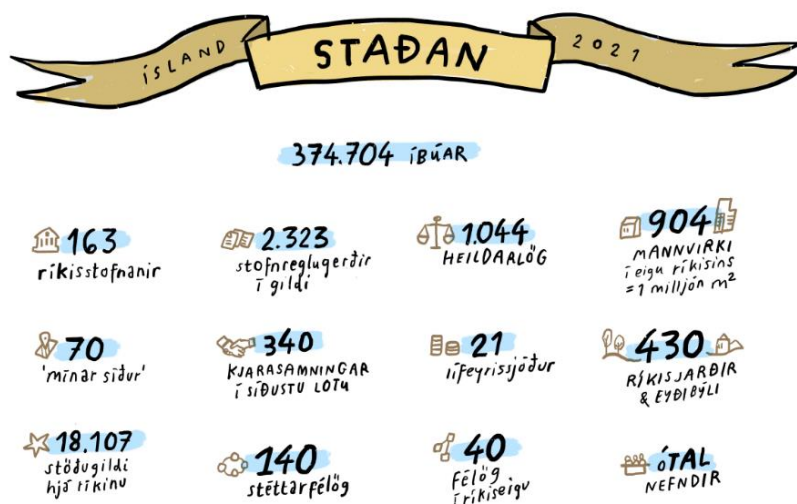 ÍSLAND STAÐAN 2021
374.704 ÍBÚAR
163
ríkisstofnanir
2.323
stofnreglugerðir
í gildi
1.044
HEILDARLÖG
904
MANNVIRKI
í eigu ríkisins
= 1 milljón m²
70
'mínar síður'
340
KJARASAMNINGAR
Í SÍÐUSTU LOTU
21
lífeyrissjóður
430
RÍKISJARÐIR
& EYÐIBÝLI
18.107
stöðugildi
hjá ríkinu
140
stéttarfélög
40
FÉLÖG
í ríkiseigu
ÓTAL
NEFNDIR